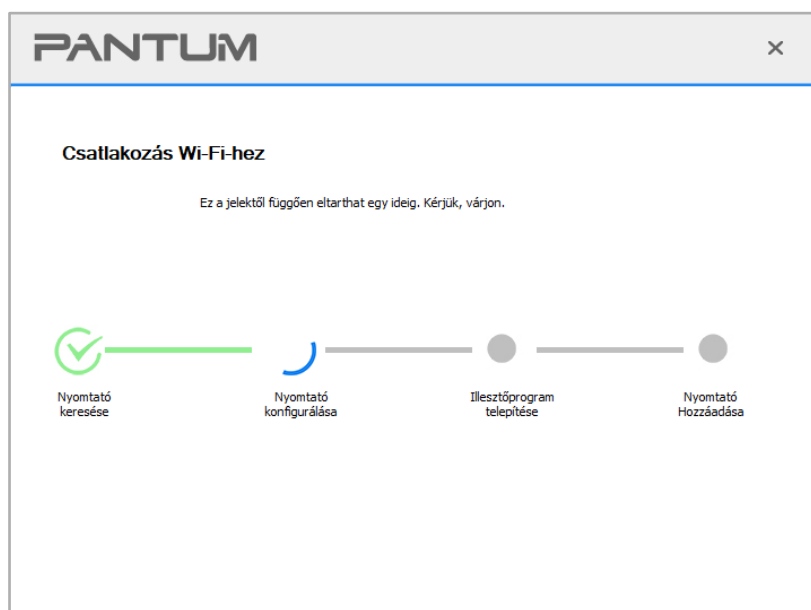 PANTUM
Csatlakozás Wi-Fi-hez
Ez a jelektől függően eltarthat egy ideig. Kérjük, várjon.
Nyomtató
keresése
Nyomtató
konfigurálása
Illesztőprogram
telepítése
Nyomtató
Hozzáadása